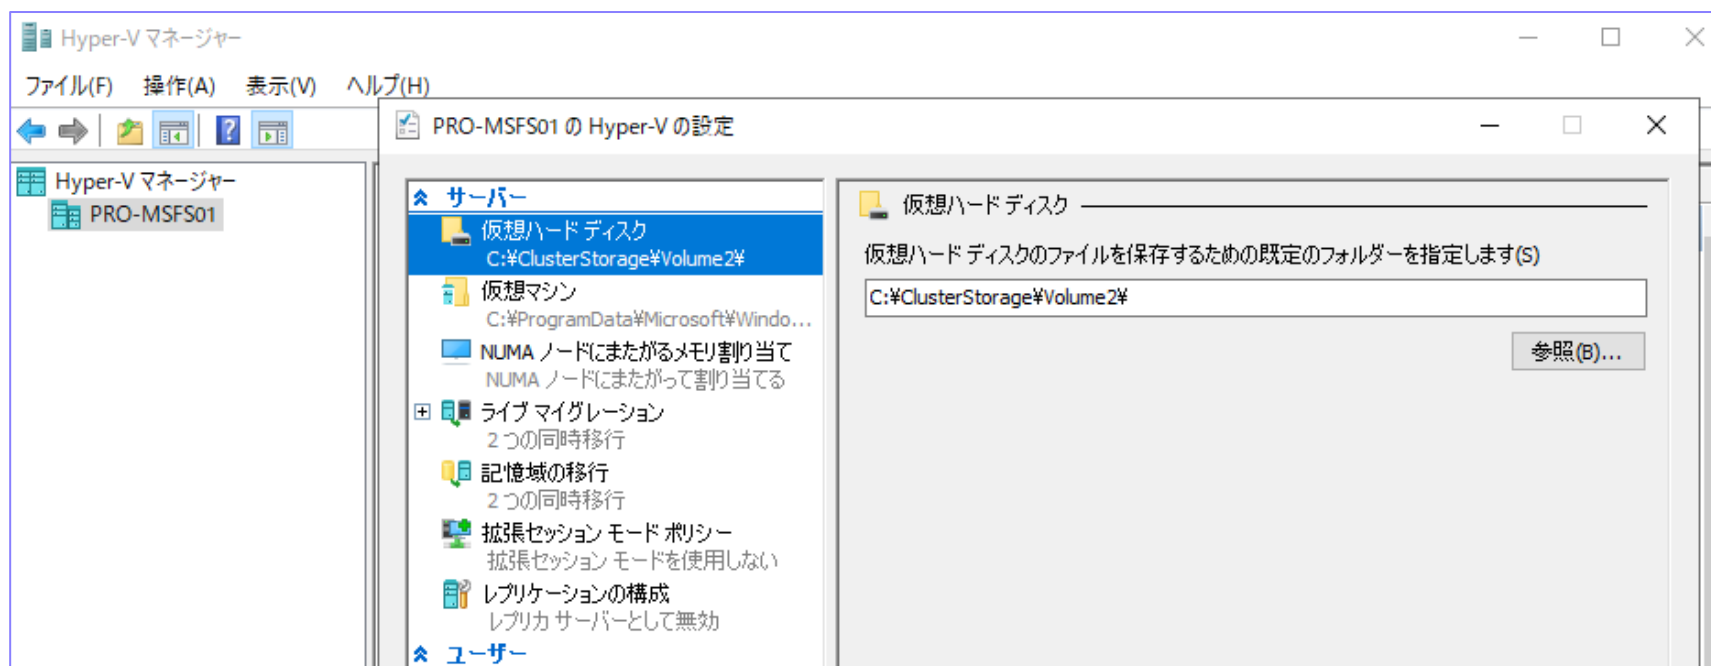 Hyper-V マネージャー
ファイル(F) 操作(A) 表示(V) ヘルプ(H)
PRO-MSFS01 の Hyper-V の設定
Hyper-V マネージャー
PRO-MSFS01
サーバー
仮想ハード ディスク
C:¥ClusterStorage¥Volume2¥
仮想マシン
C:¥ProgramData¥Microsoft¥Windo...
NUMA ノードにまたがるメモリ割り当て
NUMA ノードにまたがって割り当てる
ライブ マイグレーション
2 つの同時移行
記憶域の移行
2 つの同時移行
拡張セッション モード ポリシー
拡張セッション モードを使用しない
レプリケーションの構成
レプリカ サーバーとして無効
ユーザー
仮想ハード ディスク
仮想ハード ディスクのファイルを保存するための既定のフォルダーを指定します(S)
C:¥ClusterStorage¥Volume2¥
参照(B)...